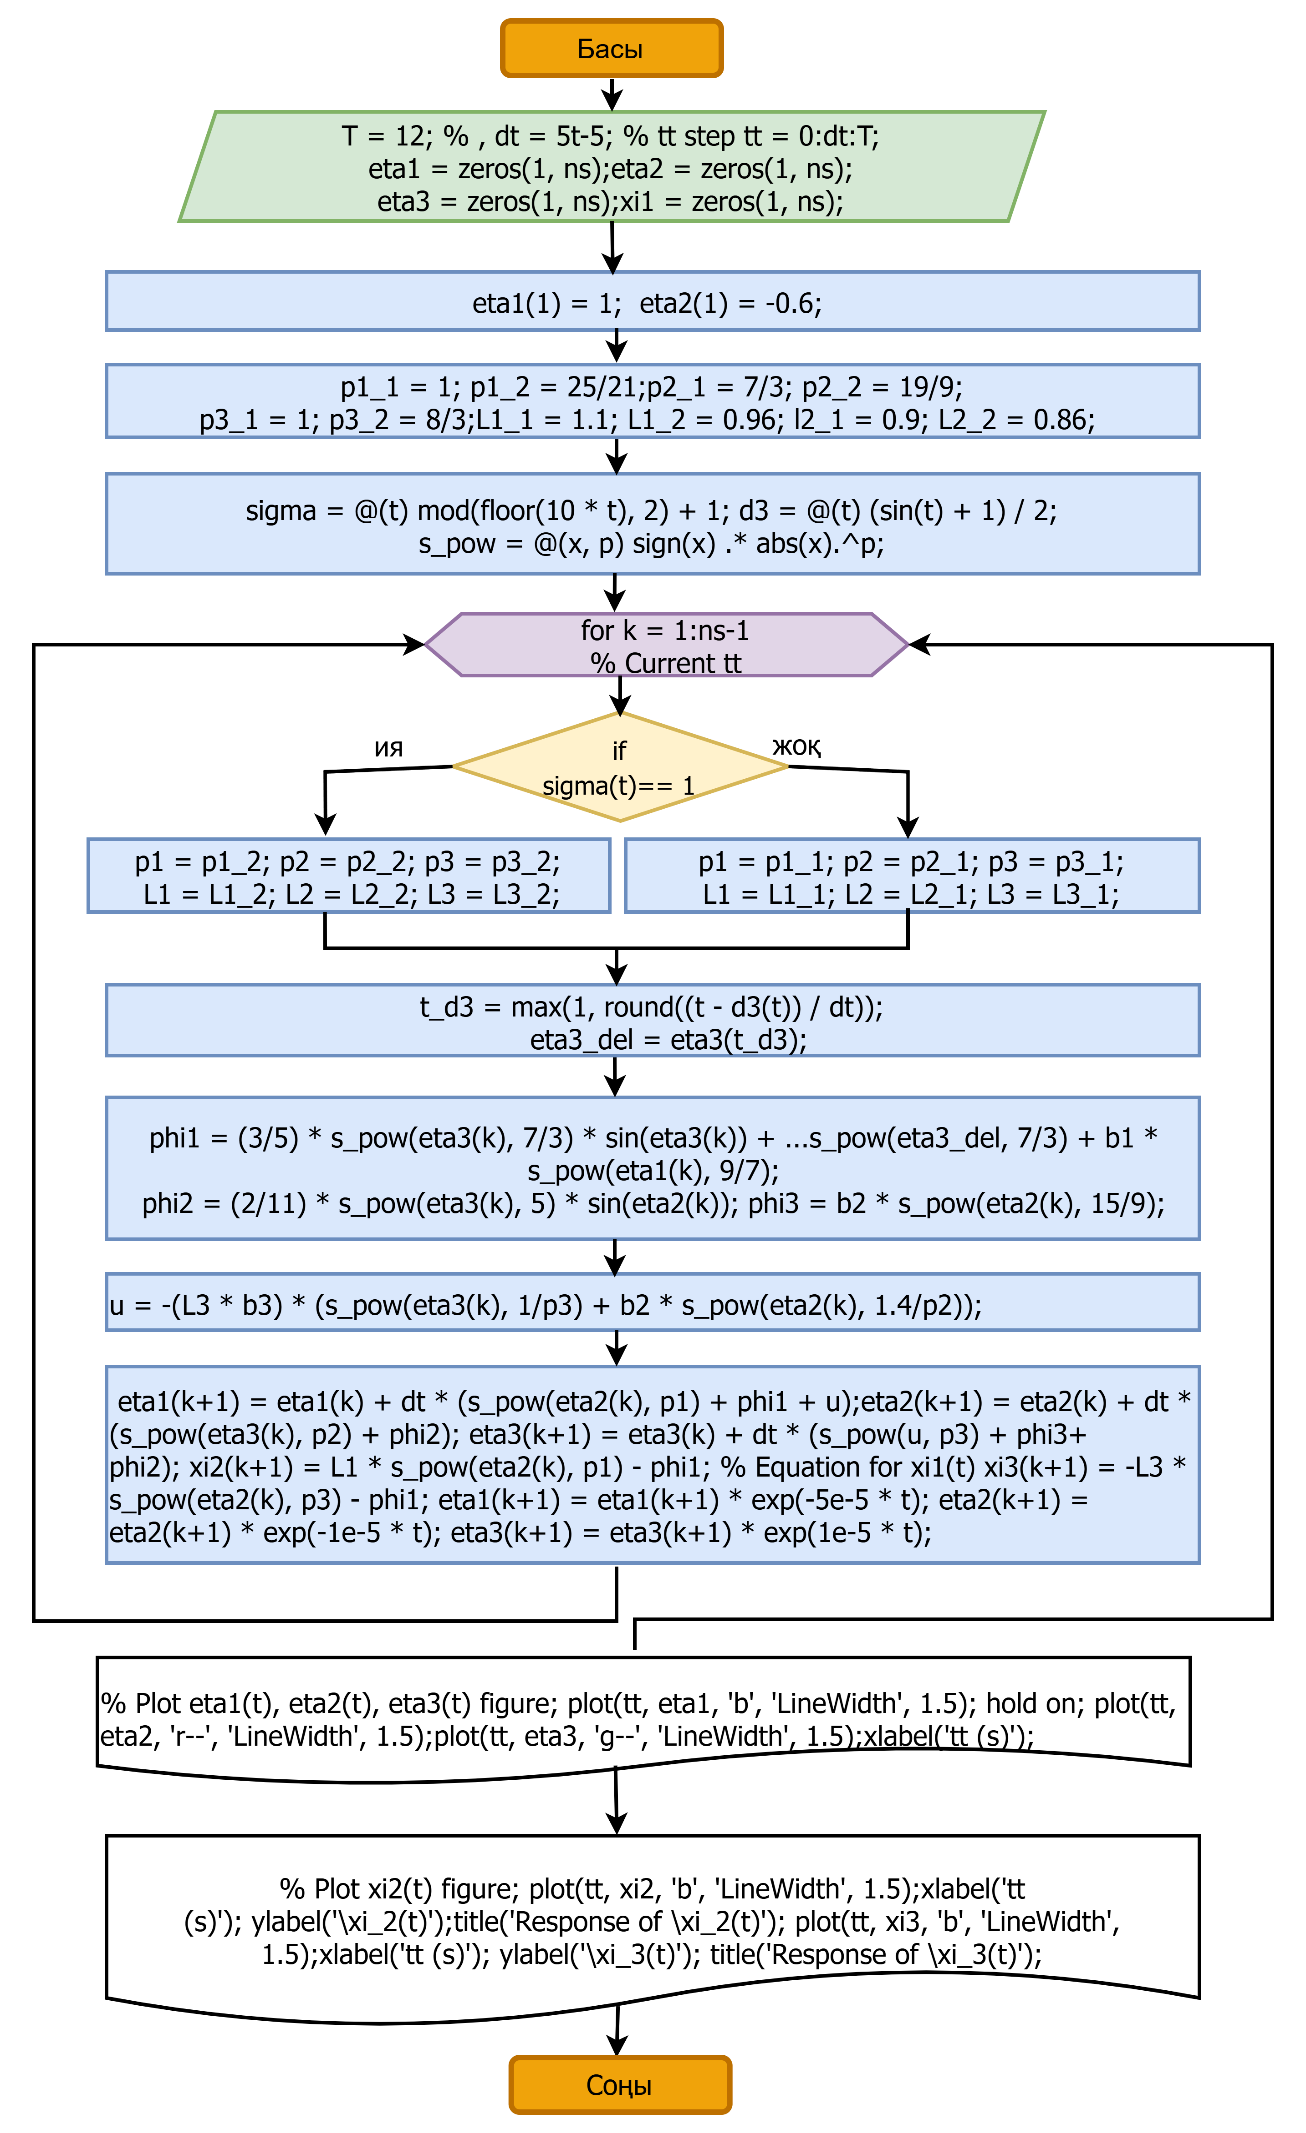 Басы
T = 12; % , dt = 5t-5; % tt step tt = 0:dt:T;
eta1 = zeros(1, ns);eta2 = zeros(1, ns);
eta3 = zeros(1, ns);xi1 = zeros(1, ns);
eta1(1) = 1;  eta2(1) = -0.6;
p1_1 = 1; p1_2 = 25/21;p2_1 = 7/3; p2_2 = 19/9;
p3_1 = 1; p3_2 = 8/3;L1_1 = 1.1; L1_2 = 0.96; l2_1 = 0.9; L2_2 = 0.86;
sigma = @(t) mod(floor(10 * t), 2) + 1; d3 = @(t) (sin(t) + 1) / 2;
s_pow = @(x, p) sign(x) .* abs(x).^p;
for k = 1:ns-1
% Current tt
if
sigma(t)== 1
ия
жоқ
p1 = p1_2; p2 = p2_2; p3 = p3_2;
L1 = L1_2; L2 = L2_2; L3 = L3_2;
p1 = p1_1; p2 = p2_1; p3 = p3_1;
L1 = L1_1; L2 = L2_1; L3 = L3_1;
t_d3 = max(1, round((t - d3(t)) / dt));
eta3_del = eta3(t_d3);
phi1 = (3/5) * s_pow(eta3(k), 7/3) * sin(eta3(k)) + ...s_pow(eta3_del, 7/3) + b1 *
s_pow(eta1(k), 9/7);
phi2 = (2/11) * s_pow(eta3(k), 5) * sin(eta2(k)); phi3 = b2 * s_pow(eta2(k), 15/9);
u = -(L3 * b3) * (s_pow(eta3(k), 1/p3) + b2 * s_pow(eta2(k), 1.4/p2));
eta1(k+1) = eta1(k) + dt * (s_pow(eta2(k), p1) + phi1 + u);eta2(k+1) = eta2(k) + dt *
(s_pow(eta3(k), p2) + phi2); eta3(k+1) = eta3(k) + dt * (s_pow(u, p3) + phi3+
phi2); xi2(k+1) = L1 * s_pow(eta2(k), p1) - phi1; % Equation for xi1(t) xi3(k+1) = -L3 *
s_pow(eta2(k), p3) - phi1; eta1(k+1) = eta1(k+1) * exp(-5e-5 * t); eta2(k+1) =
eta2(k+1) * exp(-1e-5 * t); eta3(k+1) = eta3(k+1) * exp(1e-5 * t);
% Plot eta1(t), eta2(t), eta3(t) figure; plot(tt, eta1, 'b', 'LineWidth', 1.5); hold on; plot(tt,
eta2, 'r--', 'LineWidth', 1.5);plot(tt, eta3, 'g--', 'LineWidth', 1.5);xlabel('tt (s)');
% Plot xi2(t) figure; plot(tt, xi2, 'b', 'LineWidth', 1.5);xlabel('tt
(s)'); ylabel('\xi_2(t)');title('Response of \xi_2(t)'); plot(tt, xi3, 'b', 'LineWidth',
1.5);xlabel('tt (s)'); ylabel('\xi_3(t)'); title('Response of \xi_3(t)');
Соңы